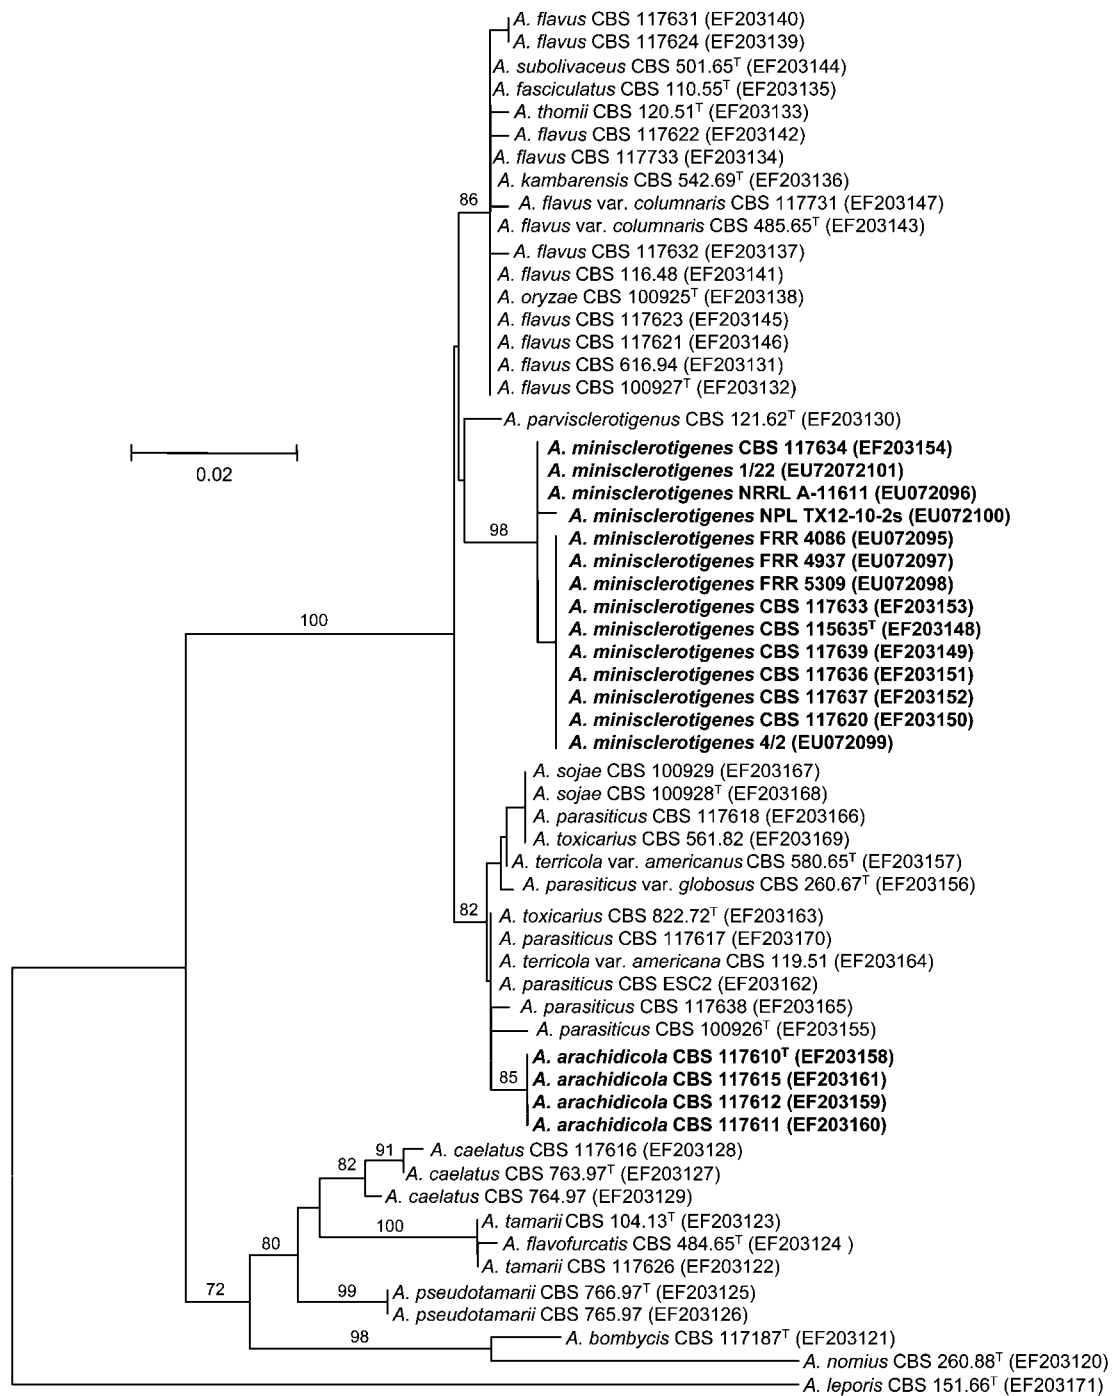 A. flavus CBS 117631 (EF203140)
A. flavus CBS 117624 (EF203139)
A. subolivaceus CBS 501.65ᵀ (EF203144)
A. fasciculatus CBS 110.55ᵀ (EF203135)
A. thomii CBS 120.51ᵀ (EF203133)
A. flavus CBS 117622 (EF203142)
A. flavus CBS 117733 (EF203134)
A. kambarensis CBS 542.69ᵀ (EF203136)
86
A. flavus var. columnaris CBS 117731 (EF203147)
A. flavus var. columnaris CBS 485.65ᵀ (EF203143)
A. flavus CBS 117632 (EF203137)
A. flavus CBS 116.48 (EF203141)
A. oryzae CBS 100925ᵀ (EF203138)
A. flavus CBS 117623 (EF203145)
A. flavus CBS 117621 (EF203146)
A. flavus CBS 616.94 (EF203131)
A. flavus CBS 100927ᵀ (EF203132)
A. parvisclerotigenus CBS 121.62ᵀ (EF203130)
A. minisclerotigenes CBS 117634 (EF203154)
0.02
A. minisclerotigenes 1/22 (EU72072101)
A. minisclerotigenes NRRL A-11611 (EU072096)
A. minisclerotigenes NPL TX12-10-2s (EU072100)
98
A. minisclerotigenes FRR 4086 (EU072095)
A. minisclerotigenes FRR 4937 (EU072097)
A. minisclerotigenes FRR 5309 (EU072098)
A. minisclerotigenes CBS 117633 (EF203153)
100
A. minisclerotigenes CBS 115635ᵀ (EF203148)
A. minisclerotigenes CBS 117639 (EF203149)
A. minisclerotigenes CBS 117636 (EF203151)
A. minisclerotigenes CBS 117637 (EF203152)
A. minisclerotigenes CBS 117620 (EF203150)
A. minisclerotigenes 4/2 (EU072099)
A. sojae CBS 100929 (EF203167)
A. sojae CBS 100928ᵀ (EF203168)
A. parasiticus CBS 117618 (EF203166)
A. toxicarius CBS 561.82 (EF203169)
A. terricola var. americanus CBS 580.65ᵀ (EF203157)
A. parasiticus var. globosus CBS 260.67ᵀ (EF203156)
82
A. toxicarius CBS 822.72ᵀ (EF203163)
A. parasiticus CBS 117617 (EF203170)
A. terricola var. americana CBS 119.51 (EF203164)
A. parasiticus CBS ESC2 (EF203162)
A. parasiticus CBS 117638 (EF203165)
A. parasiticus CBS 100926ᵀ (EF203155)
A. arachidicola CBS 117610ᵀ (EF203158)
85
A. arachidicola CBS 117615 (EF203161)
A. arachidicola CBS 117612 (EF203159)
A. arachidicola CBS 117611 (EF203160)
91
A. caelatus CBS 117616 (EF203128)
82
A. caelatus CBS 763.97ᵀ (EF203127)
A. caelatus CBS 764.97 (EF203129)
100
A. tamarii CBS 104.13ᵀ (EF203123)
80
A. flavofurcatis CBS 484.65ᵀ (EF203124 )
A. tamarii CBS 117626 (EF203122)
72
99
A. pseudotamarii CBS 766.97ᵀ (EF203125)
A. pseudotamarii CBS 765.97 (EF203126)
98
A. bombycis CBS 117187ᵀ (EF203121)
A. nomius CBS 260.88ᵀ (EF203120)
A. leporis CBS 151.66ᵀ (EF203171)